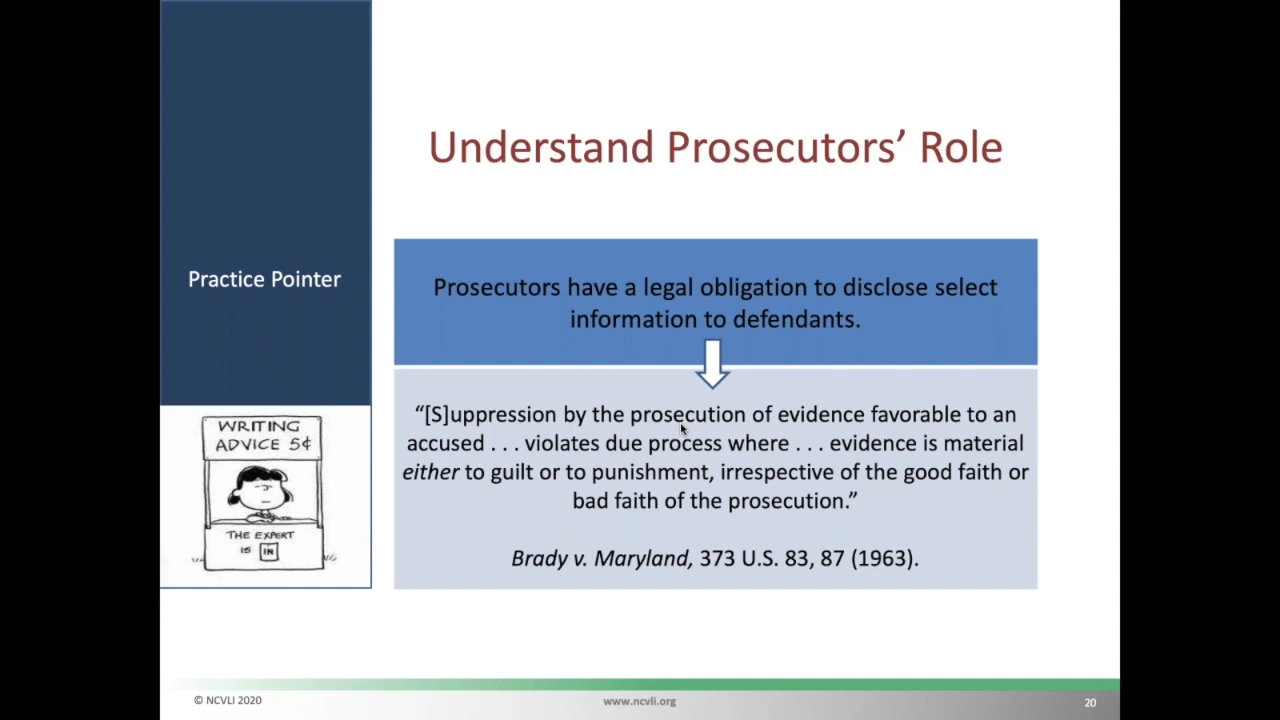 Understand Prosecutors’ Role
Practice Pointer
Prosecutors have a legal obligation to disclose select
information to defendants.
“[S]uppression by the prosecution of evidence favorable to an
accused . . . violates due process where . . . evidence is material
either to guilt or to punishment, irrespective of the good faith or
bad faith of the prosecution.”
Brady v. Maryland, 373 U.S. 83, 87 (1963).
WRITING
ADVICE 5¢
THE EXPERT
IS IN
© NCVLI 2020
www.ncvli.org
20